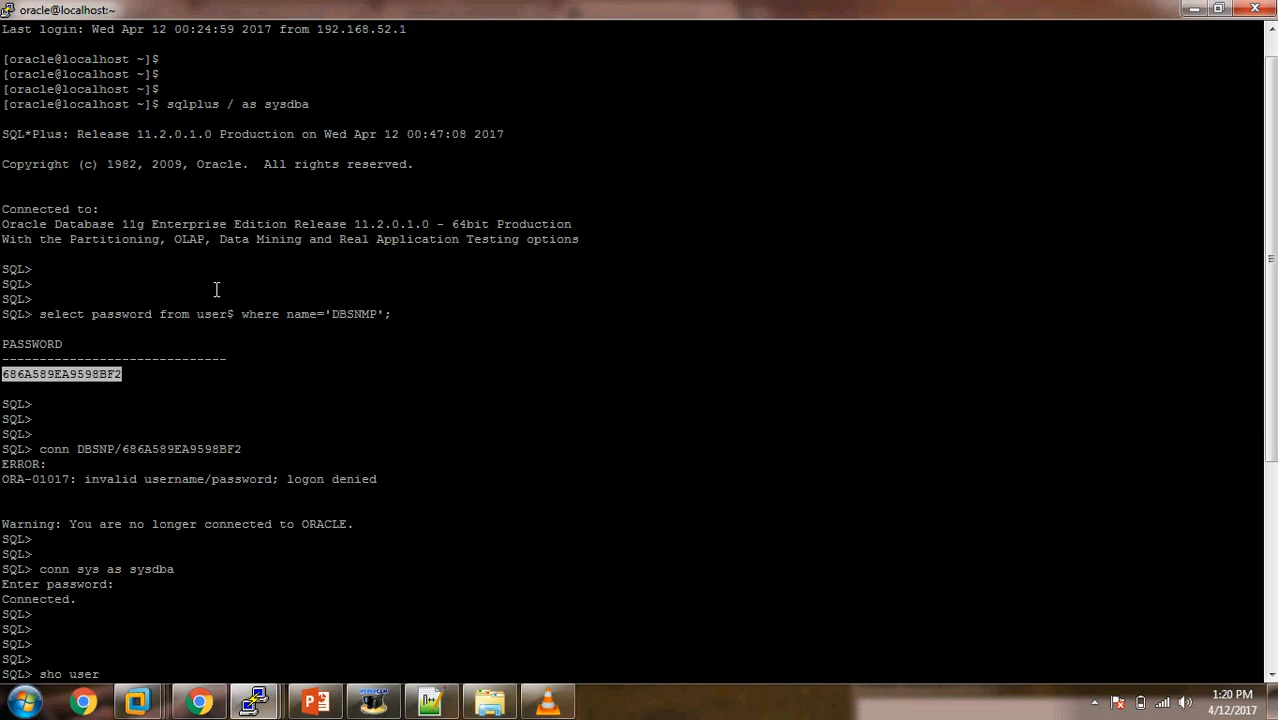 oracle@localhost:~
Last login: Wed Apr 12 00:24:59 2017 from 192.168.52.1
[oracle@localhost ~]$
[oracle@localhost ~]$
[oracle@localhost ~]$
[oracle@localhost ~]$ sqlplus / as sysdba
SQL*Plus: Release 11.2.0.1.0 Production on Wed Apr 12 00:47:08 2017
Copyright (c) 1982, 2009, Oracle.  All rights reserved.
Connected to:
Oracle Database 11g Enterprise Edition Release 11.2.0.1.0 - 64bit Production
With the Partitioning, OLAP, Data Mining and Real Application Testing options
SQL>
SQL>
SQL>
SQL> select password from user$ where name='DBSNMP';
PASSWORD
------------------------------
686A589EA9598BF2
SQL>
SQL>
SQL>
SQL> conn DBSNP/686A589EA9598BF2
ERROR:
ORA-01017: invalid username/password; logon denied
Warning: You are no longer connected to ORACLE.
SQL>
SQL>
SQL> conn sys as sysdba
Enter password:
Connected.
SQL>
SQL>
SQL>
SQL>
SQL> sho user
1:20 PM
4/12/2017